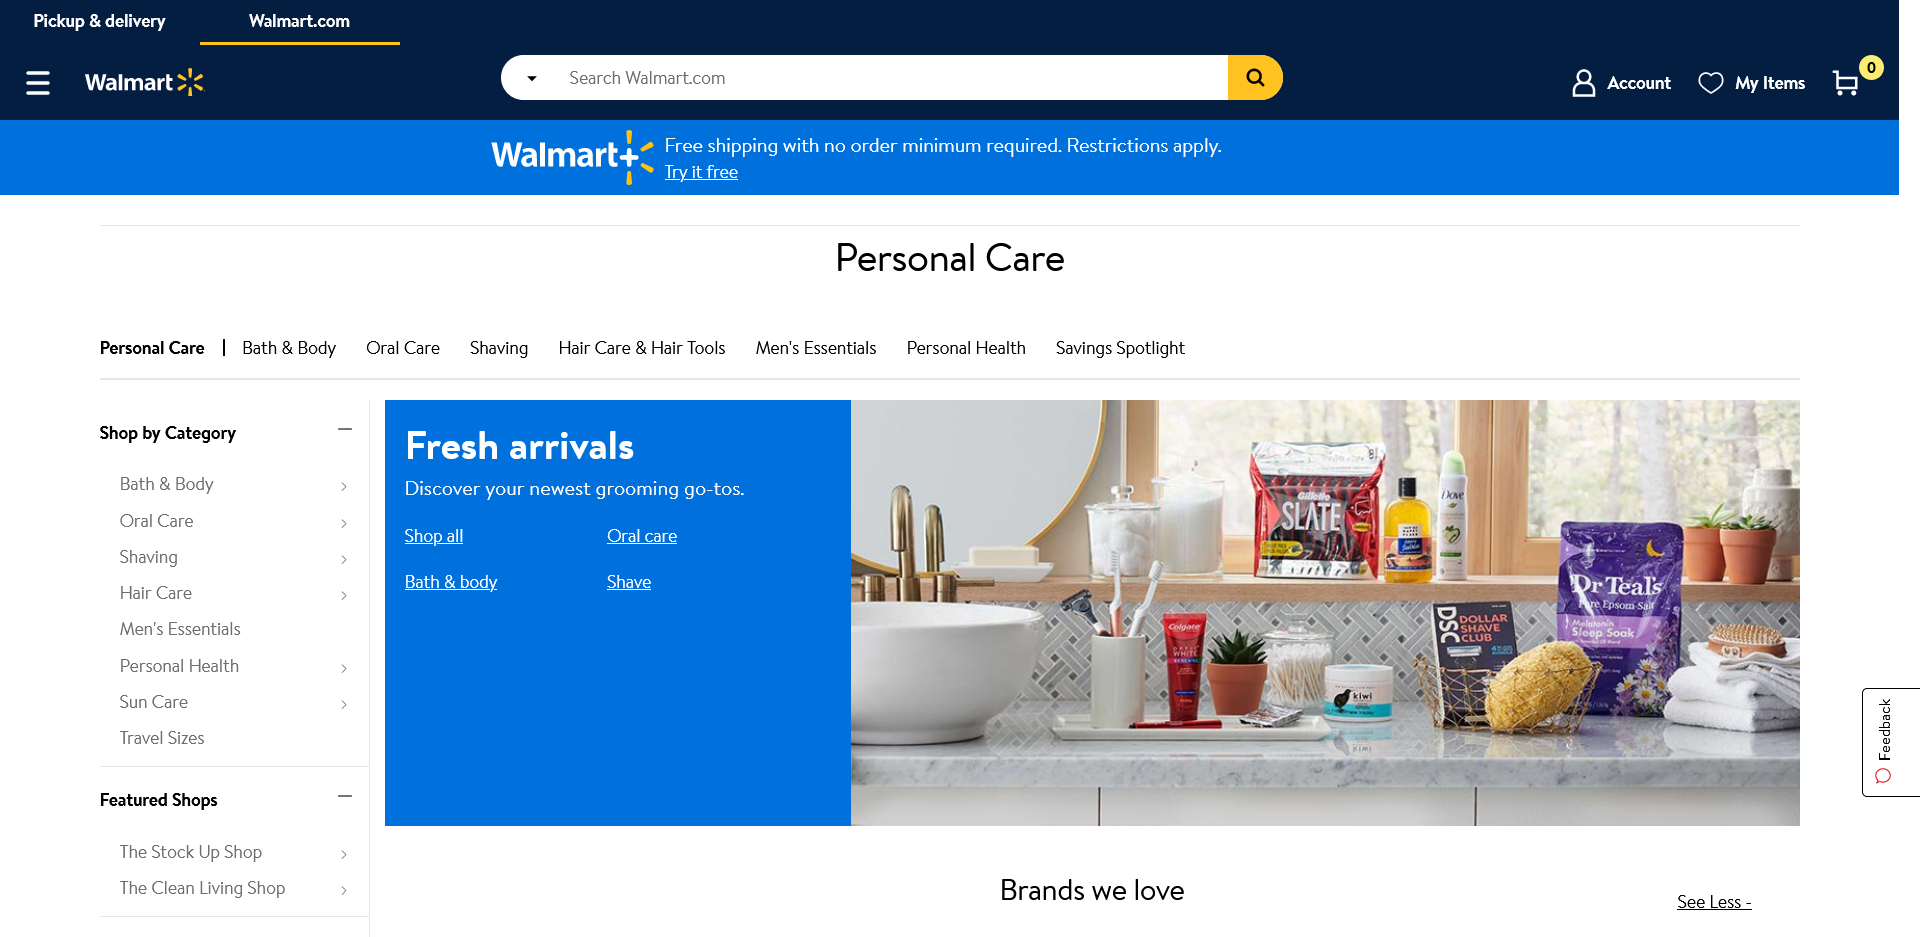 Pickup & delivery
Walmart.com
Walmart
Search Walmart.com
Account
My Items
0
Walmart+
Free shipping with no order minimum required. Restrictions apply.
Try it free
Personal Care
Personal Care
Bath & Body
Oral Care
Shaving
Hair Care & Hair Tools
Men's Essentials
Personal Health
Savings Spotlight
Shop by Category
Bath & Body
Oral Care
Shaving
Hair Care
Men's Essentials
Personal Health
Sun Care
Travel Sizes
Featured Shops
The Stock Up Shop
The Clean Living Shop
Fresh arrivals
Discover your newest grooming go-tos.
Shop all
Oral care
Bath & body
Shave
Gillette
SLATE
Dove
Dr Teal's
Pure Epsom Salt
Melatonin
Sleep Soak
Colgate
OPTIC
WHITE
RENEWAL
kiwi
DSC
DOLLAR
SHAVE
CLUB
Brands we love
See Less -
Feedback